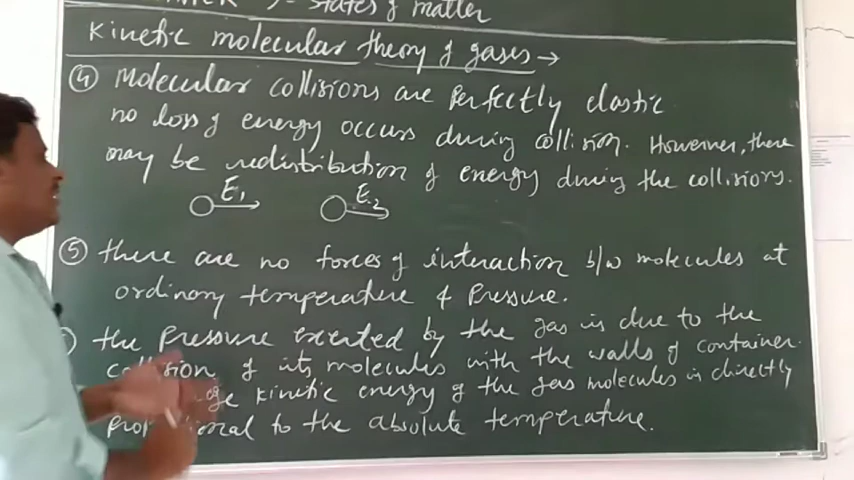 :- States of matter
Kinetic molecular theory of gases →
④ Molecular collisions are Perfectly elastic
no loss of energy occurs during collision. However, there
may be redistribution of energy during the collisions.
E₁ E₂
⑤ there are no forces of interaction b/w molecules at
ordinary temperature & Pressure.
the Pressure exerted by the gas is due to the
collision of its molecules with the walls of container.
kinetic energy of the gas molecules is directly
to the absolute temperature.